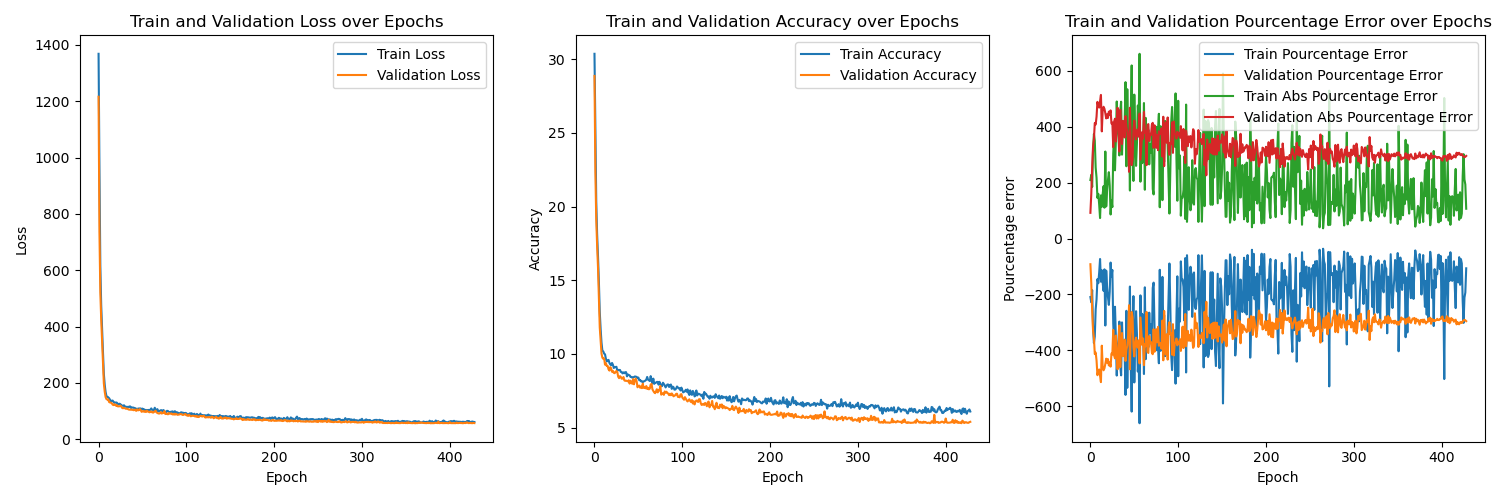 Train and Validation Loss over Epochs
1400
1200
1000
800
600
400
200
0
Loss
Train Loss
Validation Loss
0
100
200
300
400
Epoch
Train and Validation Accuracy over Epochs
30
25
20
15
10
5
Accuracy
Train Accuracy
Validation Accuracy
0
100
200
300
400
Epoch
Train and Validation Pourcentage Error over Epochs
600
400
200
0
−200
−400
−600
Pourcentage error
Train Pourcentage Error
Validation Pourcentage Error
Train Abs Pourcentage Error
Validation Abs Pourcentage Error
0
100
200
300
400
Epoch